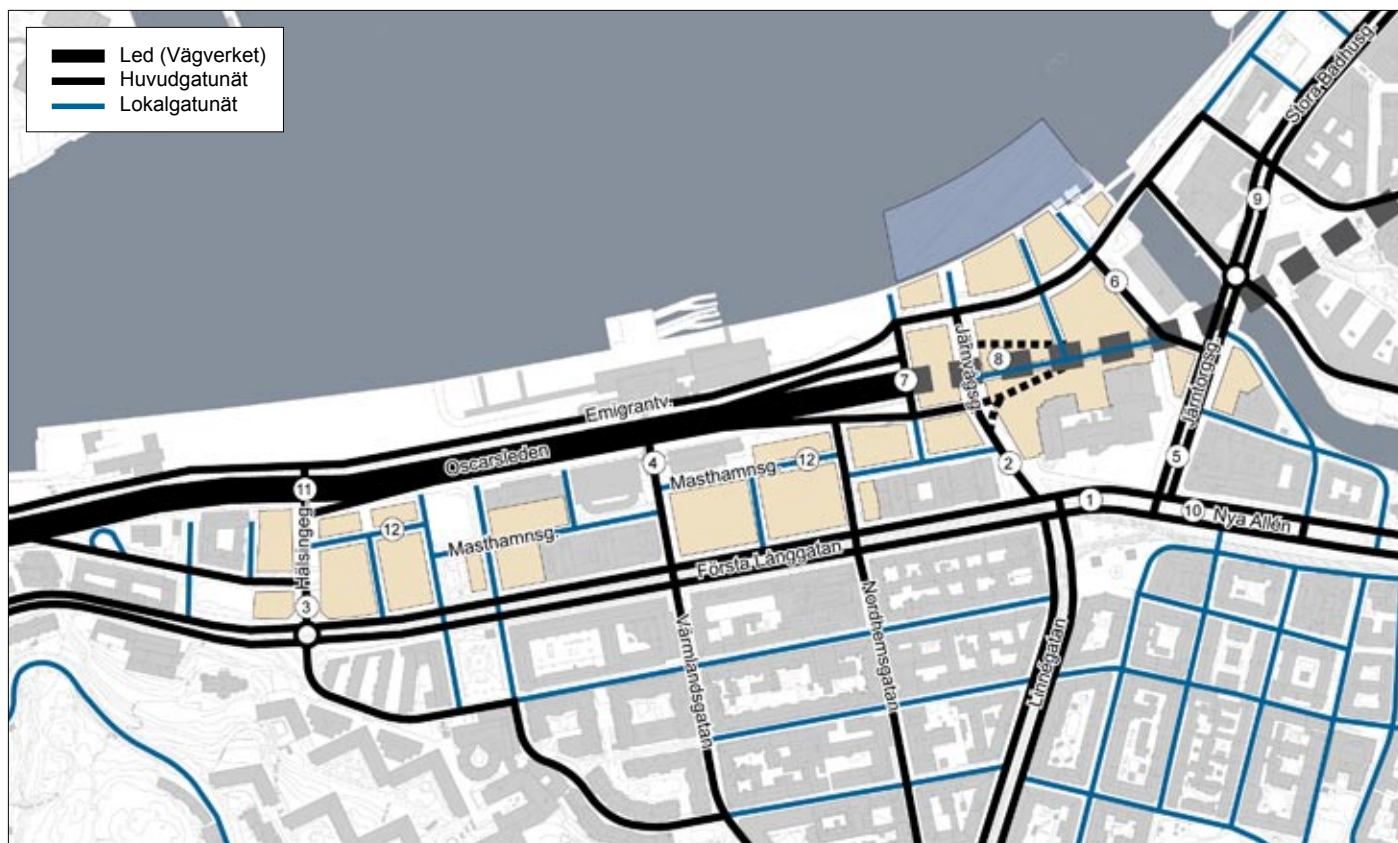 Led (Vägverket)
Huvudgatunät
Lokalgatunät
Stora Badhusg.
9
6
Järnvägsg.
8
7
Järntorgsg.
Emigrantv.
Oscarsleden
4
Masthamnsg.
12
2
5
11
1
10
Nya Allén
12
Masthamnsg.
Hälsingeg.
Första Långgatan
3
Värmlandsgatan
Nordhemsgatan
Linnégatan